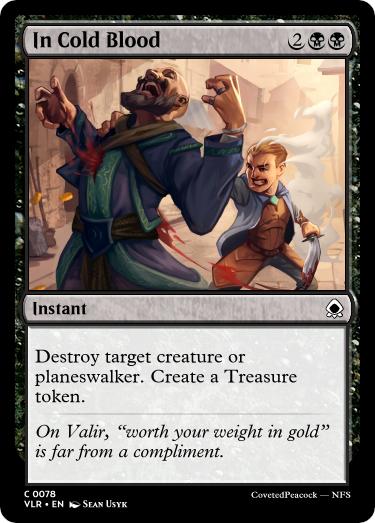 In Cold Blood 2
Instant
Destroy target creature or
planeswalker. Create a Treasure
token.
On Valir, “worth your weight in gold”
is far from a compliment.
C 0078
VLR • EN Sean Usyk
CovetedPeacock — NFS